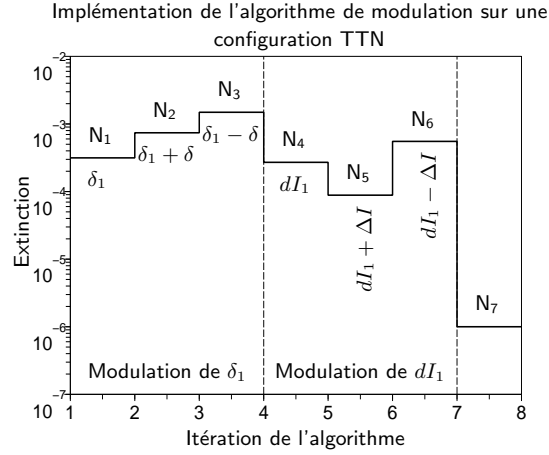 Implémentation de l'algorithme de modulation sur une
configuration TTN
Extinction
10^{-2}
10^{-3}
10^{-4}
10^{-5}
10^{-6}
10^{-7}
N₁
N₂
N₃
N₄
N₅
N₆
N₇
δ₁
δ₁ + δ
δ₁ − δ
dI₁
dI₁ + ΔI
dI₁ − ΔI
Modulation de δ₁
Modulation de dI₁
1 2 3 4 5 6 7 8
Itération de l'algorithme